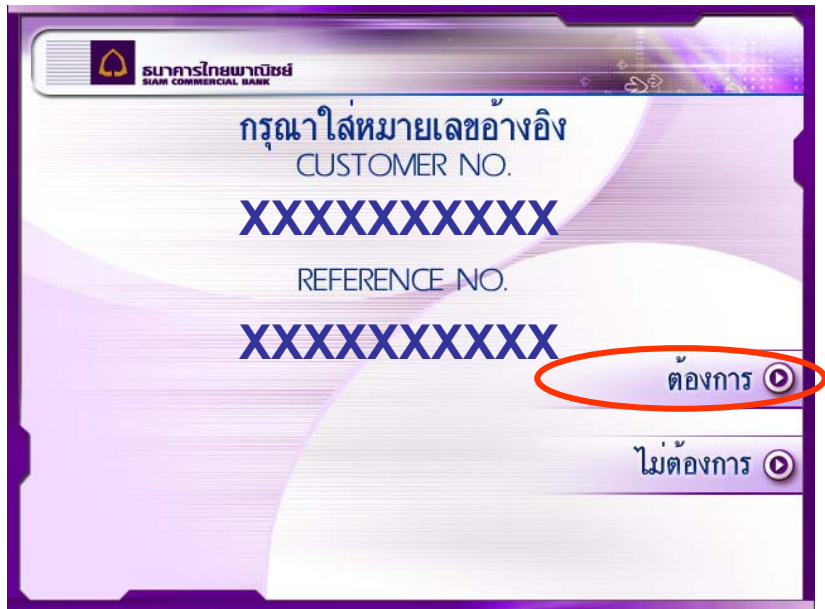 ธนาคารไทยพาณิชย์
SIAM COMMERCIAL BANK
กรุณาใส่หมายเลขอ้างอิง
CUSTOMER NO.
XXXXXXXXXX
REFERENCE NO.
XXXXXXXXXX
ต้องการ
ไม่ต้องการ